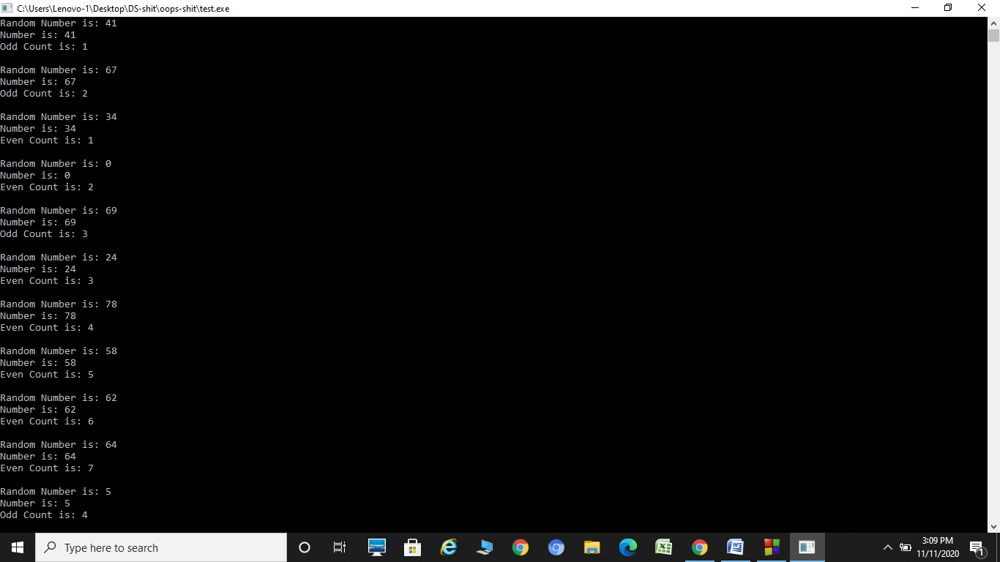 C:\Users\Lenovo-1\Desktop\DS-shit\oops-shit\test.exe
Random Number is: 41
Number is: 41
Odd Count is: 1
Random Number is: 67
Number is: 67
Odd Count is: 2
Random Number is: 34
Number is: 34
Even Count is: 1
Random Number is: 0
Number is: 0
Even Count is: 2
Random Number is: 69
Number is: 69
Odd Count is: 3
Random Number is: 24
Number is: 24
Even Count is: 3
Random Number is: 78
Number is: 78
Even Count is: 4
Random Number is: 58
Number is: 58
Even Count is: 5
Random Number is: 62
Number is: 62
Even Count is: 6
Random Number is: 64
Number is: 64
Even Count is: 7
Random Number is: 5
Number is: 5
Odd Count is: 4
Type here to search
3:09 PM
11/11/2020
1